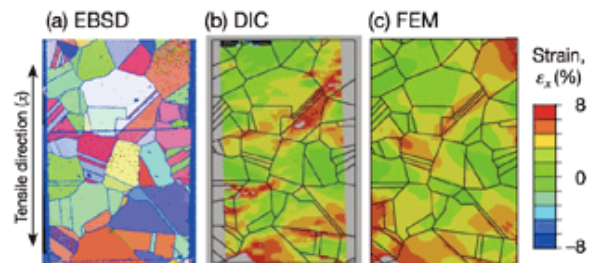 (a) EBSD
(b) DIC
(c) FEM
Strain,
εx (%)
8
0
−8
Tensile direction (x)